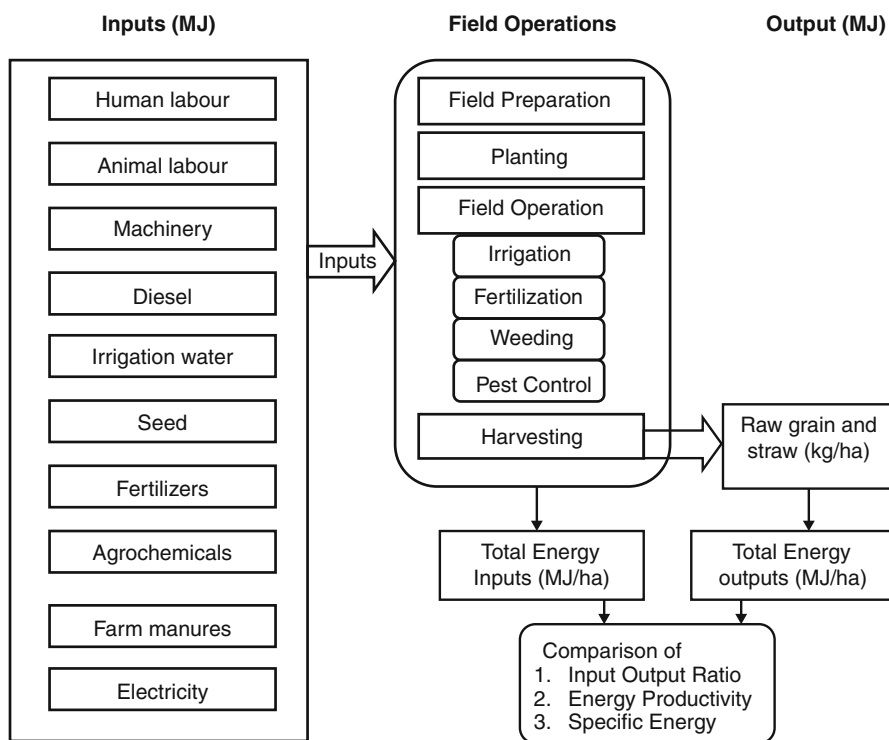 Inputs (MJ)
Field Operations
Output (MJ)
Human labour
Animal labour
Machinery
Diesel
Irrigation water
Seed
Fertilizers
Agrochemicals
Farm manures
Electricity
Inputs
Field Preparation
Planting
Field Operation
Irrigation
Fertilization
Weeding
Pest Control
Harvesting
Raw grain and
straw (kg/ha)
Total Energy
Inputs (MJ/ha)
Total Energy
outputs (MJ/ha)
Comparison of
1. Input Output Ratio
2. Energy Productivity
3. Specific Energy